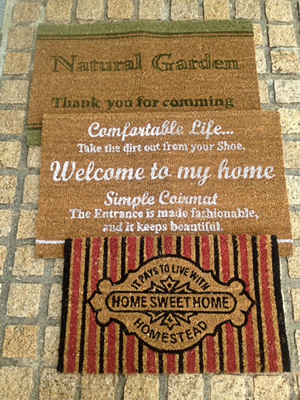 Natural Garden
Thank you for comming
Comfortable Life...
Take the dirt out from your Shoe.
Welcome to my home
Simple Coirmat
The Entrance is made fashionable,
and it keeps beautiful.
IT PAYS TO LIVE WITH
HOME SWEET HOME
HOMESTEAD